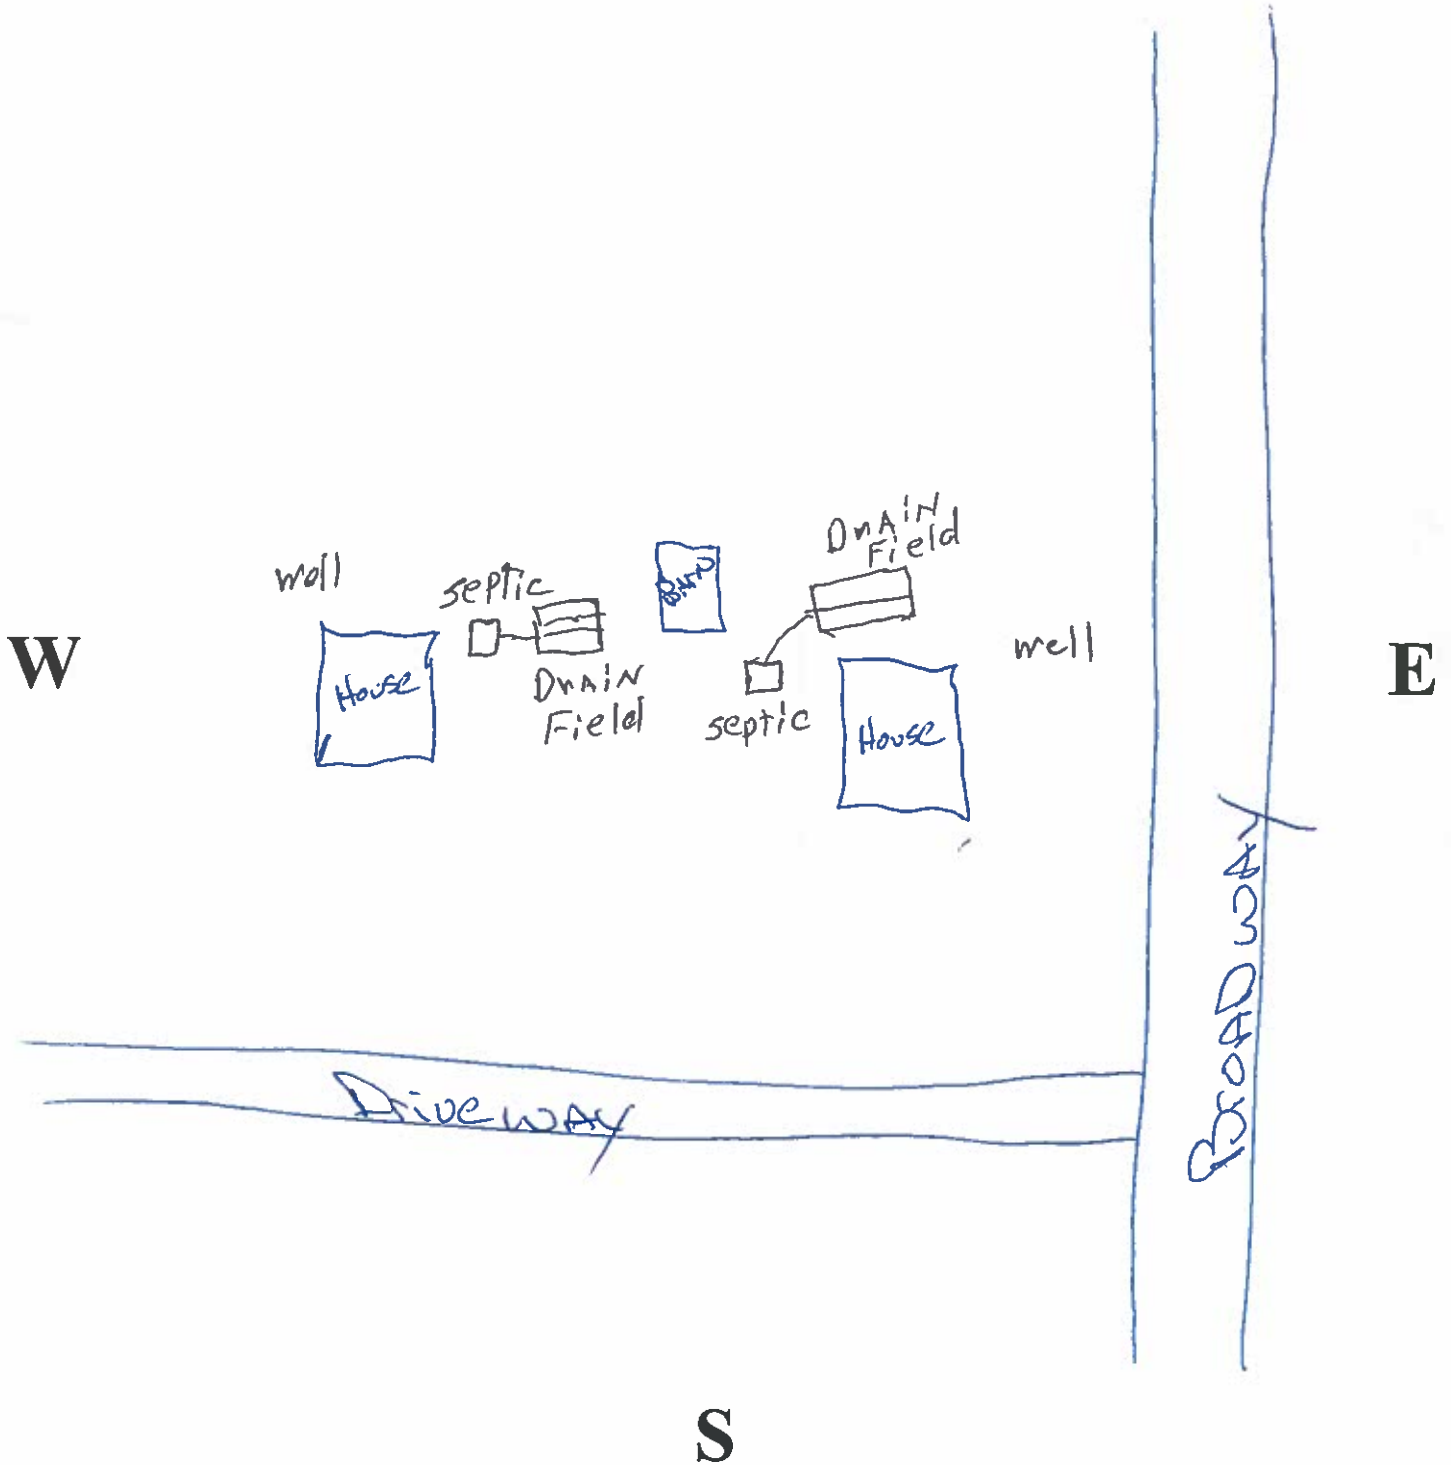 DrAiN
Field
well
septic
Barn
W
House
DrAiN
Field
septic
House
well
E
BroADwAy
DrivewAy
S